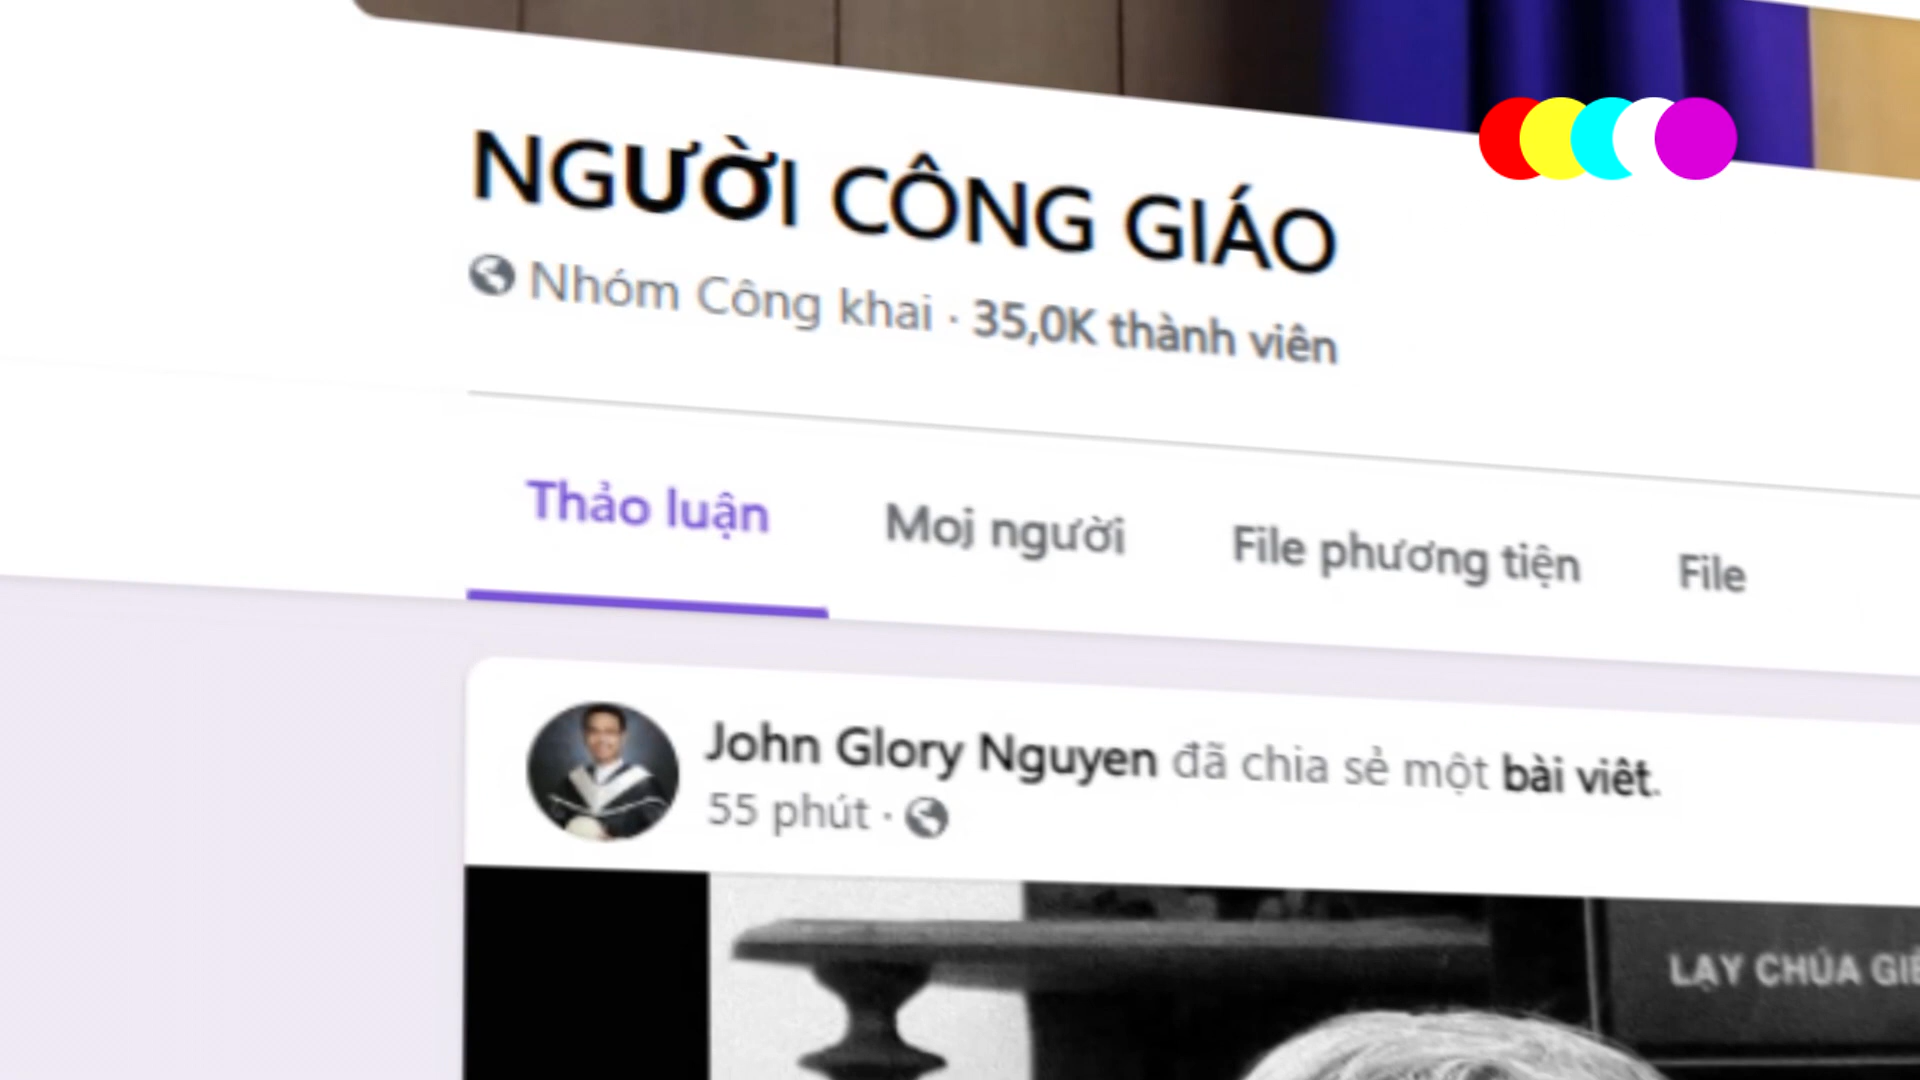 NGƯỜI CÔNG GIÁO
Nhóm Công khai · 35,0K thành viên
Thảo luận Mọi người File phương tiện File
John Glory Nguyen đã chia sẻ một bài viết.
55 phút ·
LẠY CHÚA GIÊ